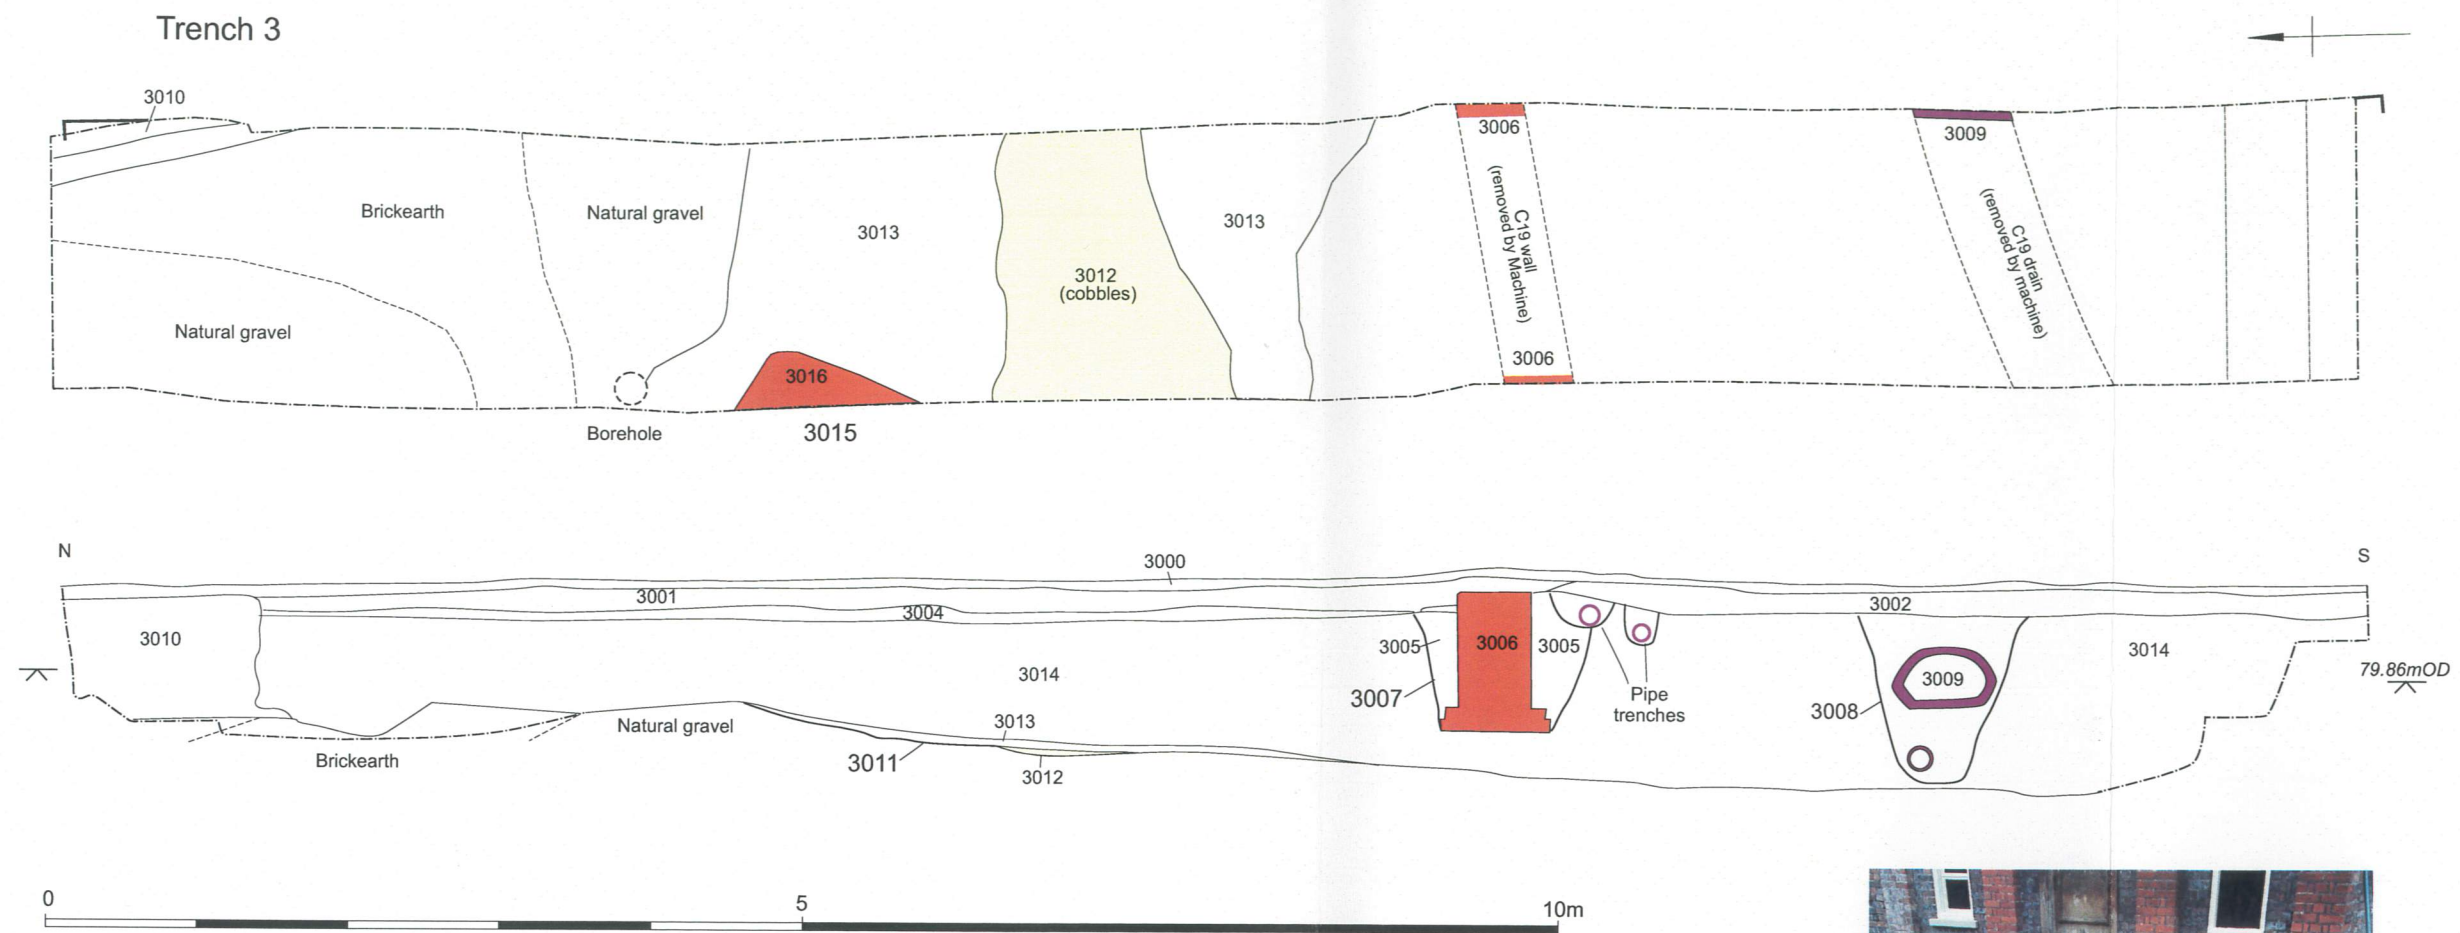 Trench 3
3010
Brickearth
Natural gravel
Natural gravel
3013
3012
(cobbles)
3013
3006
C19 wall
(removed by Machine)
3006
3009
C19 drain
(removed by machine)
3016
Borehole
3015
N
S
3000
3001
3004
3002
3010
3014
3005
3006
3005
3007
Pipe
trenches
3008
3009
3014
79.86mOD
Brickearth
Natural gravel
3013
3011
3012
0
5
10m